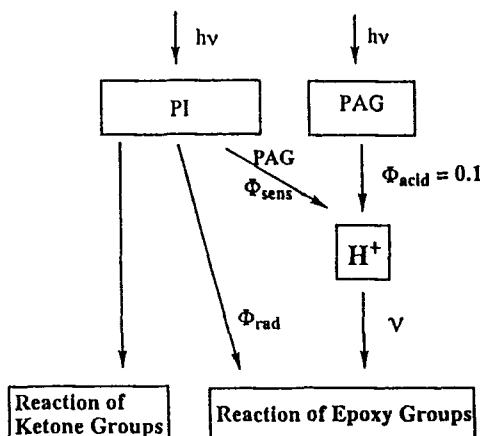 hν
hν
PI
PAG
PAG
Φsens
Φacid = 0.1
H+
Φrad
ν
Reaction of
Ketone Groups
Reaction of Epoxy Groups